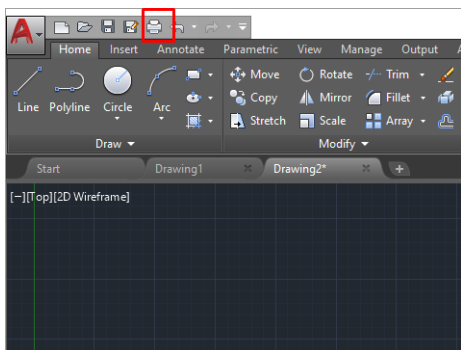 A
Home Insert Annotate Parametric View Manage Output A
Move Rotate Trim
Copy Mirror Fillet
Line Polyline Circle Arc
Stretch Scale Array
Draw Modify
Start Drawing1 Drawing2*
[−][Top][2D Wireframe]